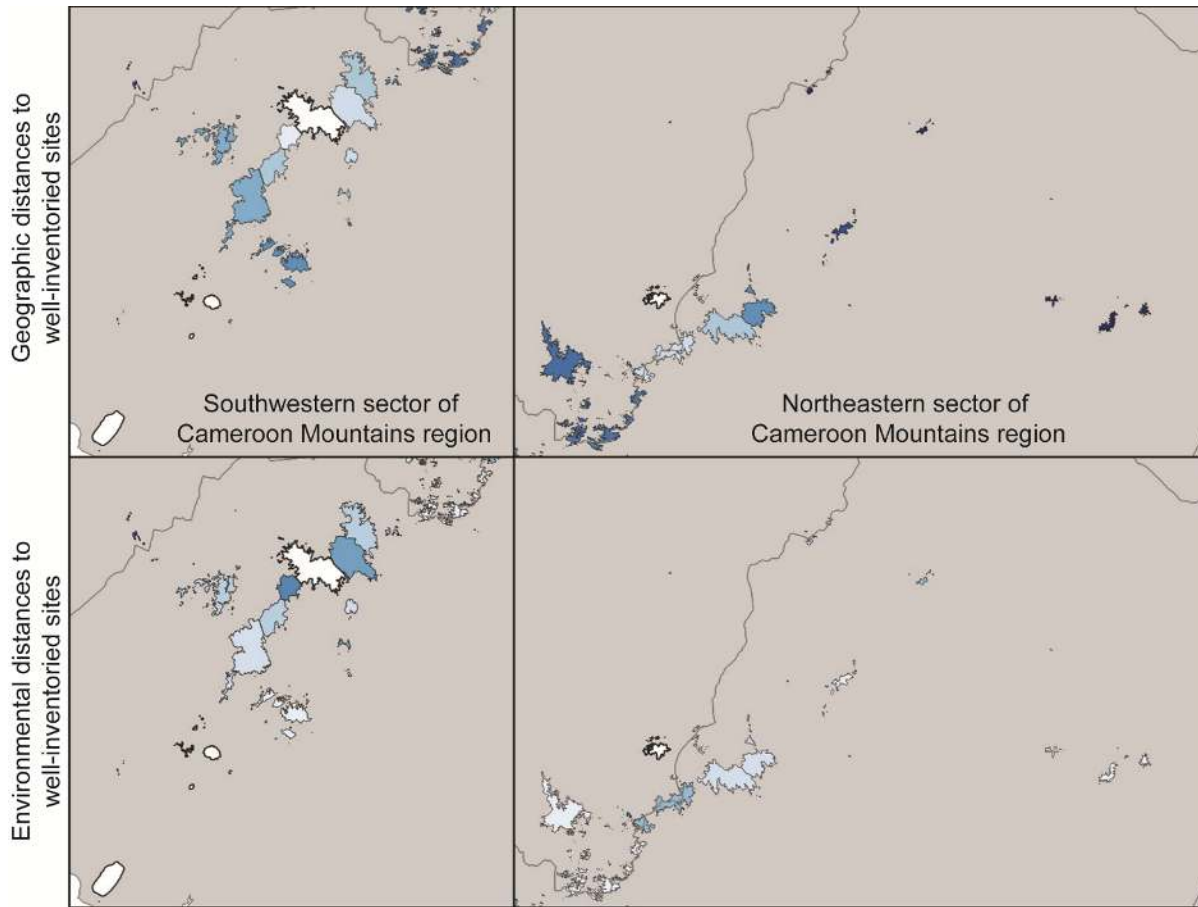 Geographic distances to
well-inventoried sites
Southwestern sector of
Cameroon Mountains region
Northeastern sector of
Cameroon Mountains region
Environmental distances to
well-inventoried sites